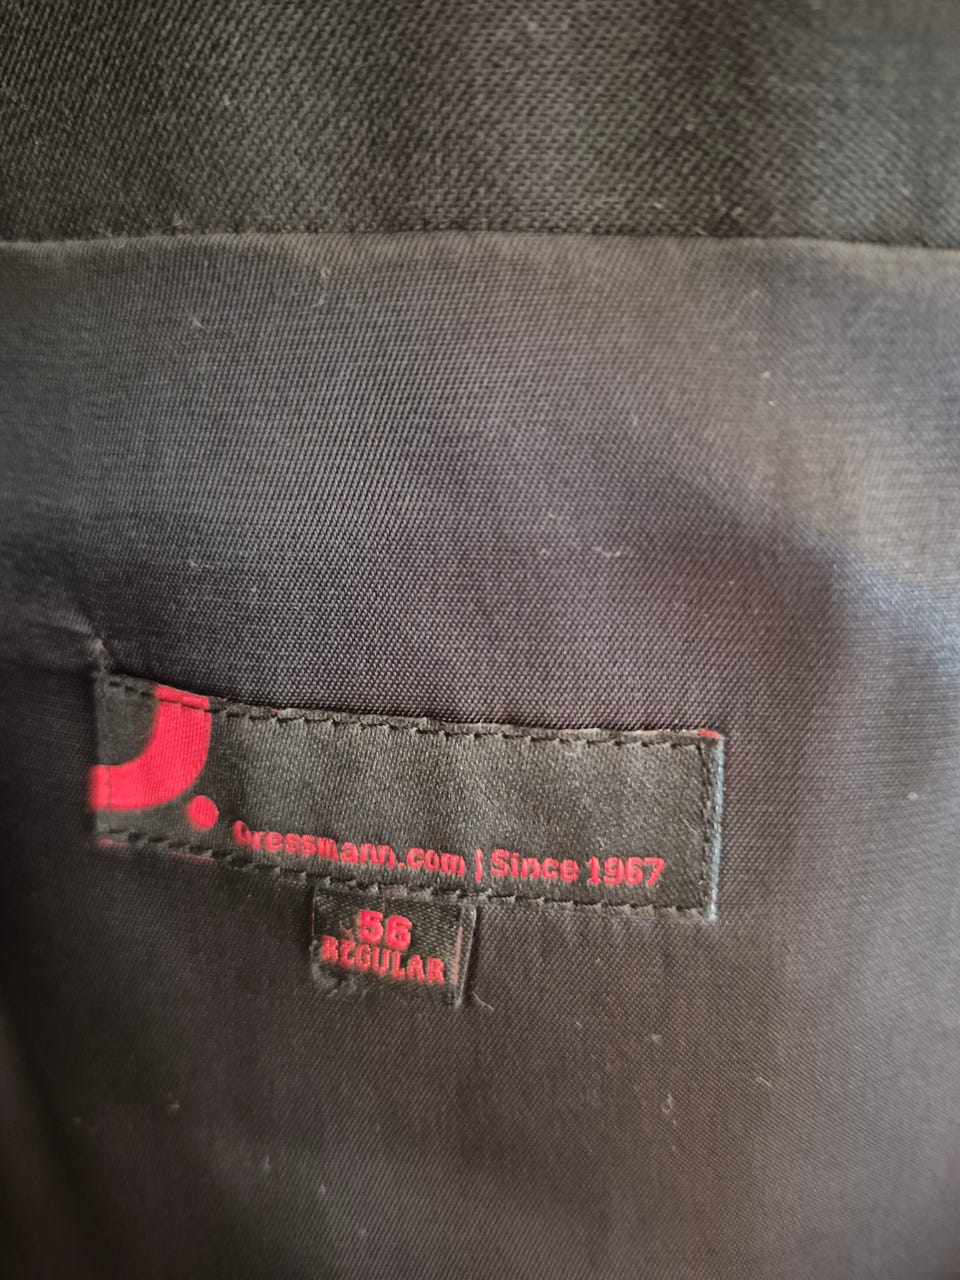 D.
Dressmann.com | Since 1967
56
REGULAR